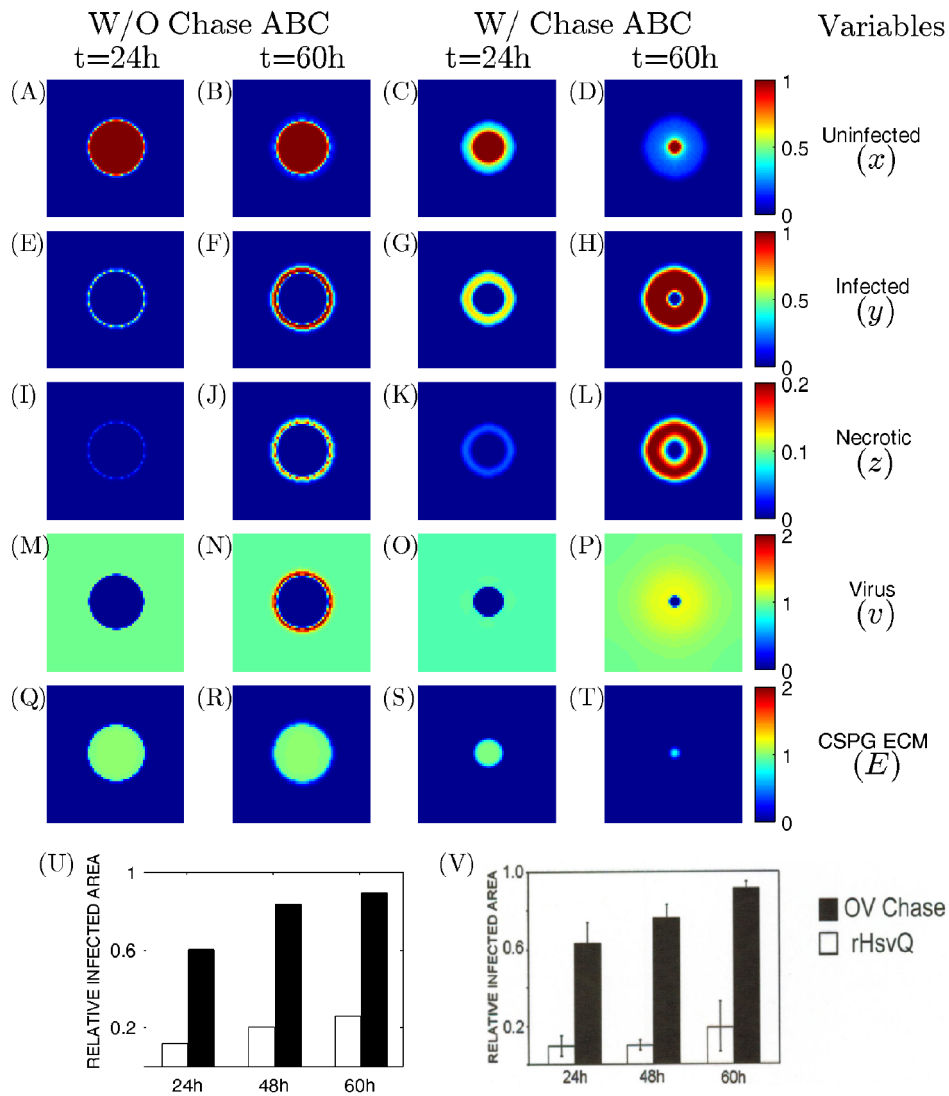 W/O Chase ABC W/ Chase ABC Variables
t=24h t=60h t=24h t=60h
(A) (B) (C) (D) 1 0.5 0 Uninfected (x)
(E) (F) (G) (H) 1 0.5 0 Infected (y)
(I) (J) (K) (L) 0.2 0.1 0 Necrotic (z)
(M) (N) (O) (P) 2 1 0 Virus (v)
(Q) (R) (S) (T) 2 1 0 CSPG ECM (E)
(U)
RELATIVE INFECTED AREA
1
0.6
0.2
24h 48h 60h
(V)
RELATIVE INFECTED AREA
1.0
0.6
0.2
24h 48h 60h
OV Chase
rHsvQ